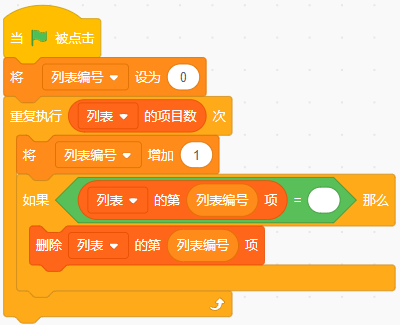 当 被点击
将 列表编号 设为 0
重复执行 列表 的项目数 次
将 列表编号 增加 1
如果 列表 的第 列表编号 项 = 那么
删除 列表 的第 列表编号 项